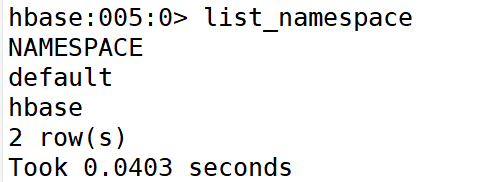 hbase:005:0> list_namespace
NAMESPACE
default
hbase
2 row(s)
Took 0.0403 seconds